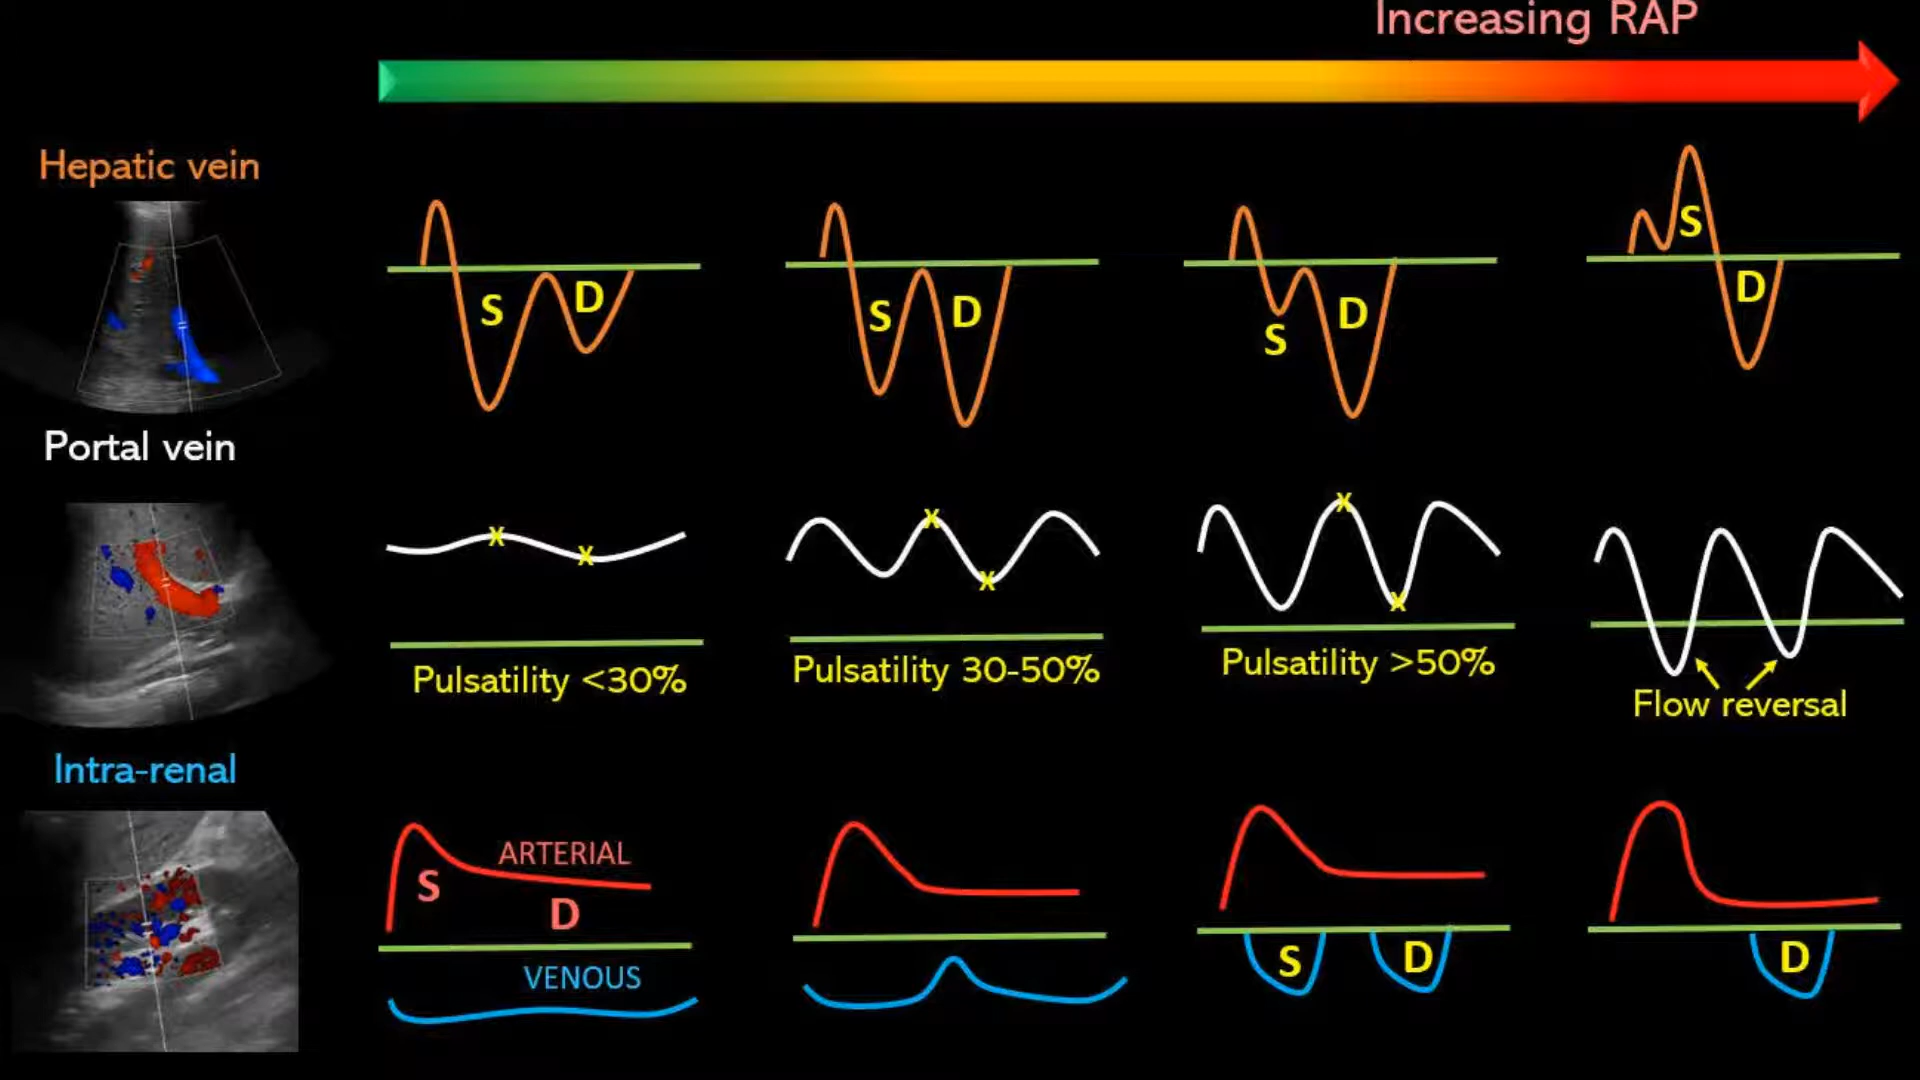 Increasing RAP
Hepatic vein
S
D
S
D
S
D
S
D
Portal vein
x
x
x
x
x
x
Pulsatility <30%
Pulsatility 30-50%
Pulsatility >50%
Flow reversal
Intra-renal
ARTERIAL
S
D
VENOUS
S
D
D